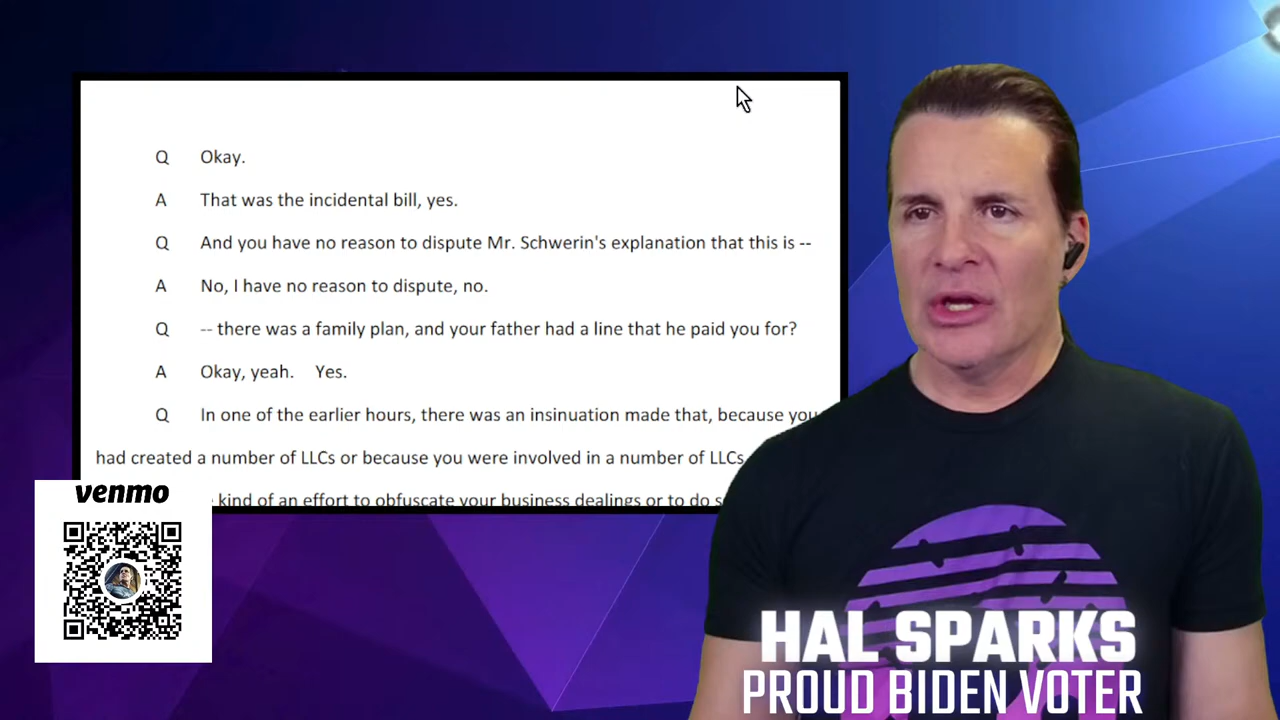 Q Okay.
A That was the incidental bill, yes.
Q And you have no reason to dispute Mr. Schwerin's explanation that this is --
A No, I have no reason to dispute, no.
Q -- there was a family plan, and your father had a line that he paid you for?
A Okay, yeah. Yes.
Q In one of the earlier hours, there was an insinuation made that, because you
had created a number of LLCs or because you were involved in a number of LLCs
kind of an effort to obfuscate your business dealings or to do
venmo
HAL SPARKS
PROUD BIDEN VOTER